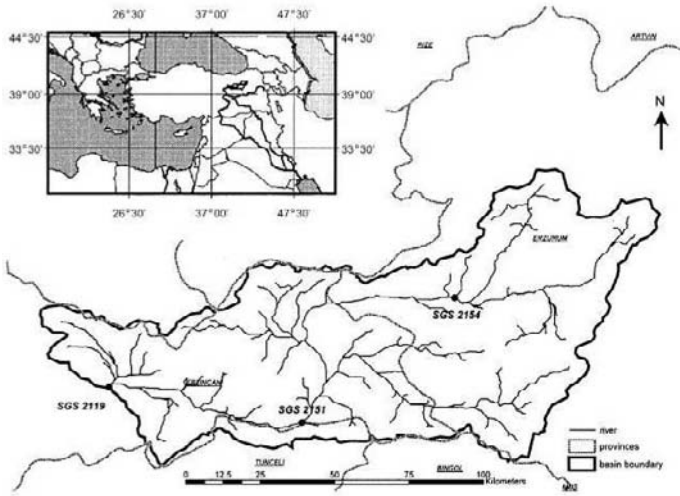 26°30' 37°00' 47°30'
44°30'
39°00'
33°30'
44°30'
39°00'
33°30'
26°30' 37°00' 47°30'
RIZE
ARTVIN
N
ERZURUM
SGS 2154
ERZINCAN
SGS 2119
SGS 2151
TUNCELI
BINGOL
MUS
river
provinces
basin boundary
0 12.5 25 50 75 100
Kilometers